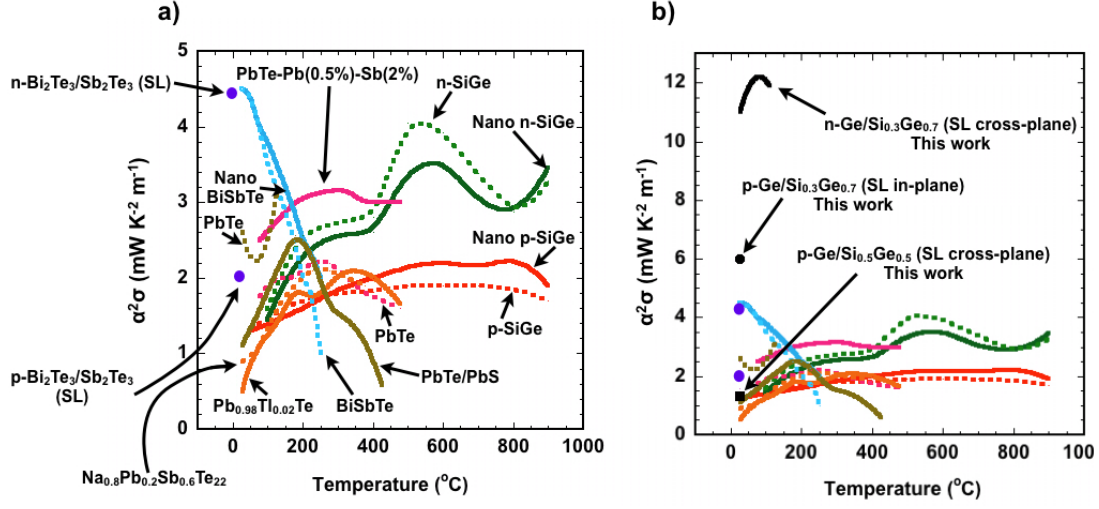 a)
5
4
3
2
1
0
α²σ (mW K⁻² m⁻¹)
0
200
400
600
800
1000
Temperature (°C)
n-Bi₂Te₃/Sb₂Te₃ (SL)
PbTe-Pb(0.5%)-Sb(2%)
n-SiGe
Nano n-SiGe
Nano
BiSbTe
PbTe
Nano p-SiGe
p-SiGe
PbTe
PbTe/PbS
BiSbTe
Pb₀.₉₈Tl₀.₀₂Te
p-Bi₂Te₃/Sb₂Te₃
(SL)
Na₀.₈Pb₀.₂Sb₀.₆Te₂₂
b)
12
10
8
6
4
2
0
α²σ (mW K⁻² m⁻¹)
0
200
400
600
800
900
Temperature (°C)
n-Ge/Si₀.₃Ge₀.₇ (SL cross-plane)
This work
p-Ge/Si₀.₃Ge₀.₇ (SL in-plane)
This work
p-Ge/Si₀.₅Ge₀.₅ (SL cross-plane)
This work